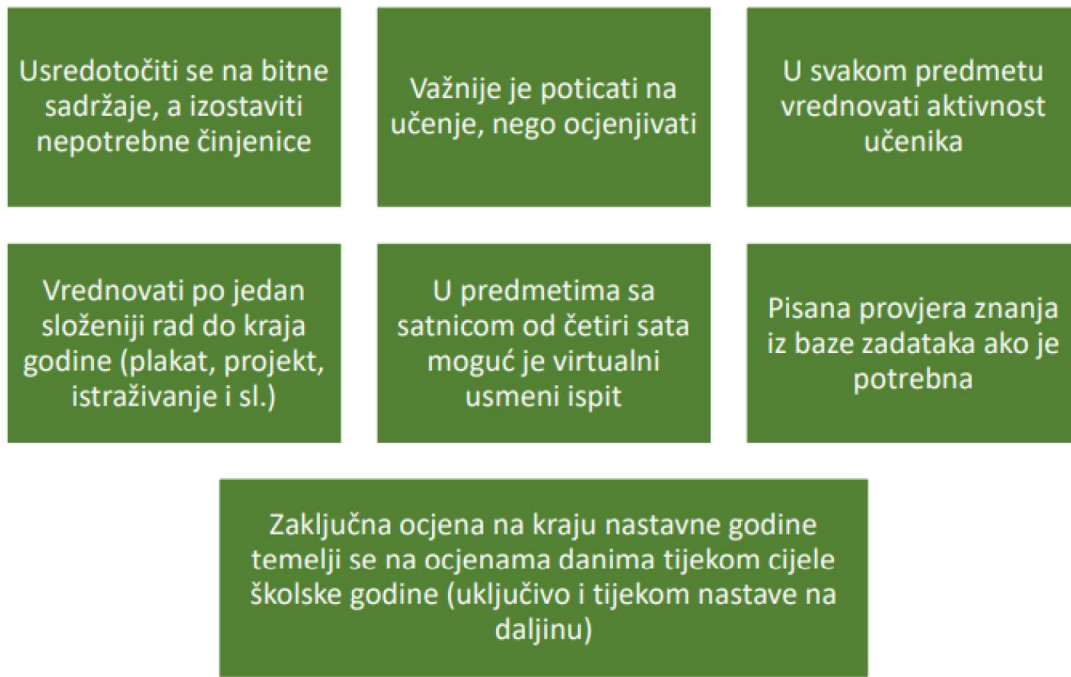 Usredotočiti se na bitne
sadržaje, a izostaviti
nepotrebne činjenice
Važnije je poticati na
učenje, nego ocjenjivati
U svakom predmetu
vrednovati aktivnost
učenika
Vrednovati po jedan
složeniji rad do kraja
godine (plakat, projekt,
istraživanje i sl.)
U predmetima sa
satnicom od četiri sata
moguć je virtualni
usmeni ispit
Pisana provjera znanja
iz baze zadataka ako je
potrebna
Zaključna ocjena na kraju nastavne godine
temelji se na ocjenama danima tijekom cijele
školske godine (uključivo i tijekom nastave na
daljinu)